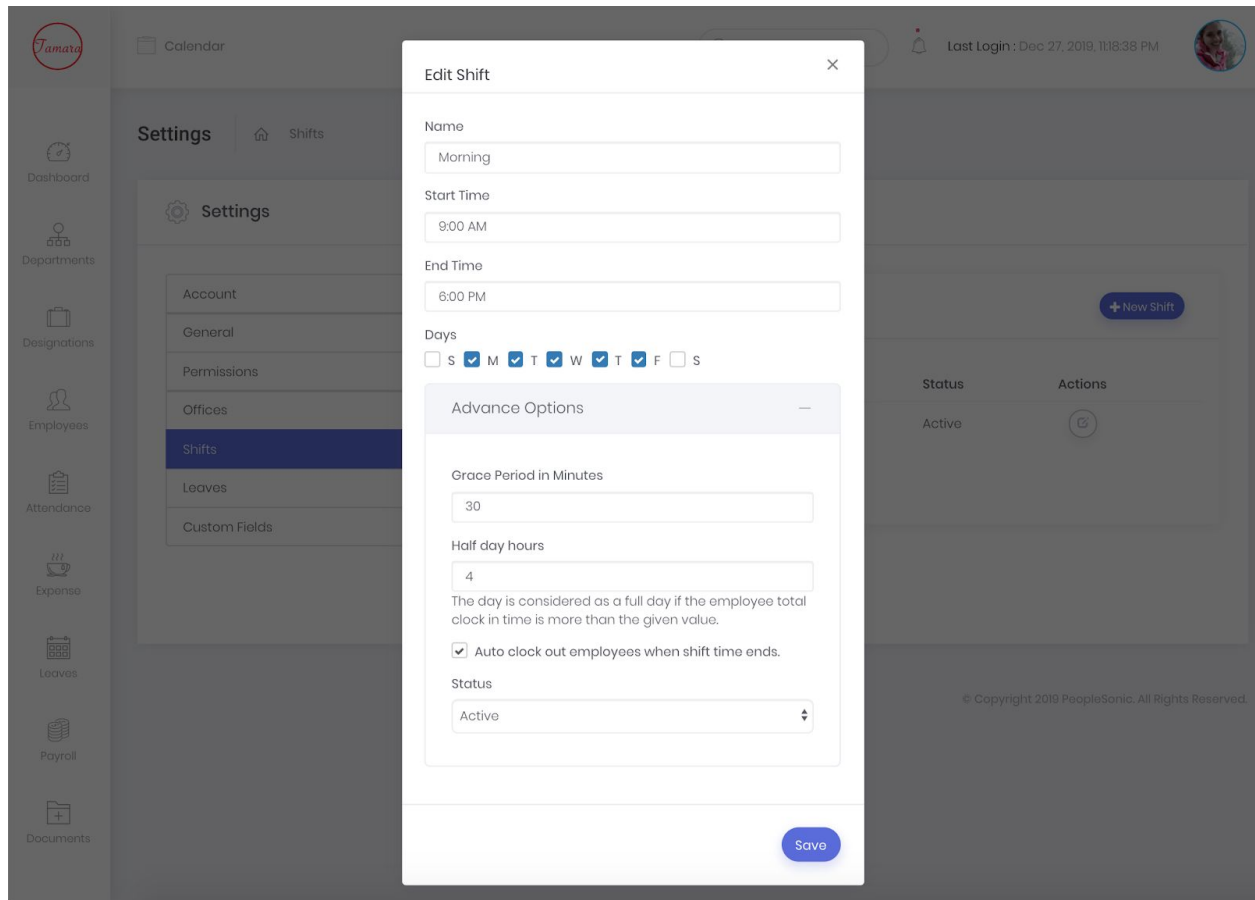 Tamara
Calendar
Last Login : Dec 27, 2019, 11:18:38 PM
Settings
Shifts
Dashboard
Departments
Designations
Employees
Attendance
Expense
Leaves
Payroll
Documents
Settings
Account
General
Permissions
Offices
Shifts
Leaves
Custom Fields
New Shift
Status Actions
Active
Edit Shift
Name
Morning
Start Time
9:00 AM
End Time
6:00 PM
Days
S M T W T F S
Advance Options
Grace Period in Minutes
30
Half day hours
4
The day is considered as a full day if the employee total
clock in time is more than the given value.
Auto clock out employees when shift time ends.
Status
Active
Save
© Copyright 2019 PeopleSonic. All Rights Reserved.